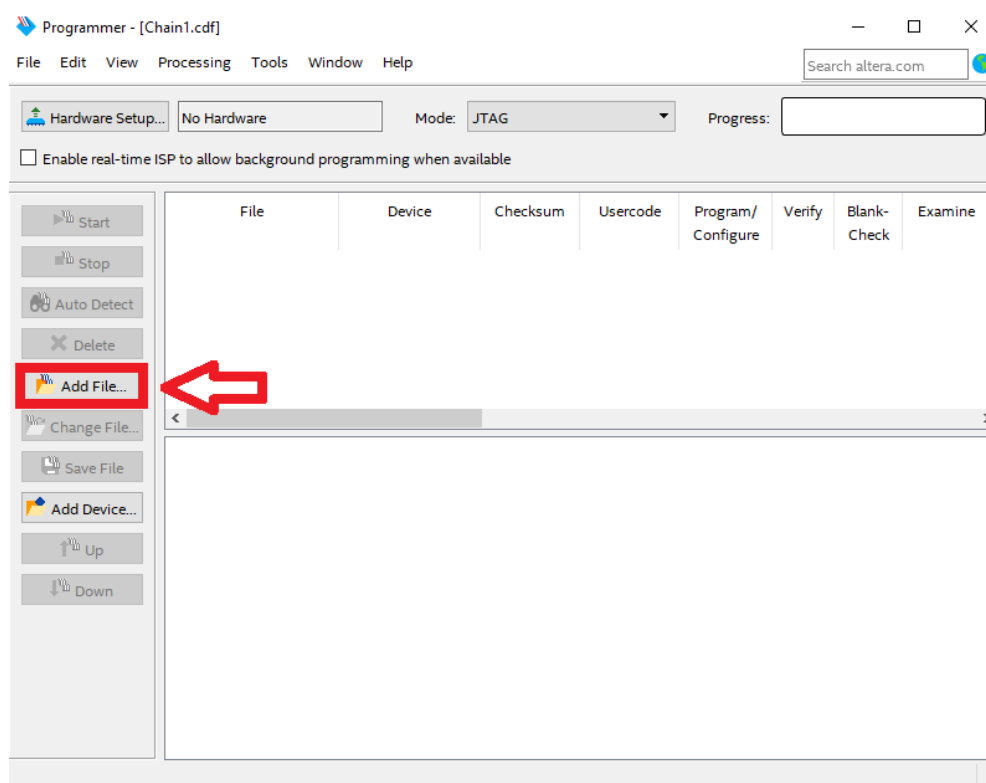 Programmer - [Chain1.cdf]
File Edit View Processing Tools Window Help
Search altera.com
Hardware Setup... No Hardware Mode: JTAG Progress:
Enable real-time ISP to allow background programming when available
Start
Stop
Auto Detect
Delete
Add File...
Change File...
Save File
Add Device...
Up
Down
File Device Checksum Usercode Program/ Verify Blank- Examine
Configure Check